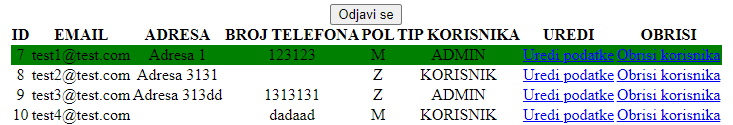 Odjavi se
ID EMAIL ADRESA BROJ TELEFONA POL TIP KORISNIKA UREDI OBRISI
7 test1@test.com Adresa 1 123123 M ADMIN Uredi podatke Obrisi korisnika
8 test2@test.com Adresa 3131 Z KORISNIK Uredi podatke Obrisi korisnika
9 test3@test.com Adresa 313dd 1313131 Z ADMIN Uredi podatke Obrisi korisnika
10 test4@test.com dadaad M KORISNIK Uredi podatke Obrisi korisnika